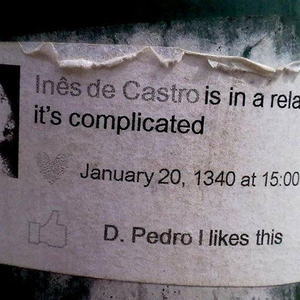 Inês de Castro is in a rela
it's complicated
January 20, 1340 at 15:00
D. Pedro I likes this